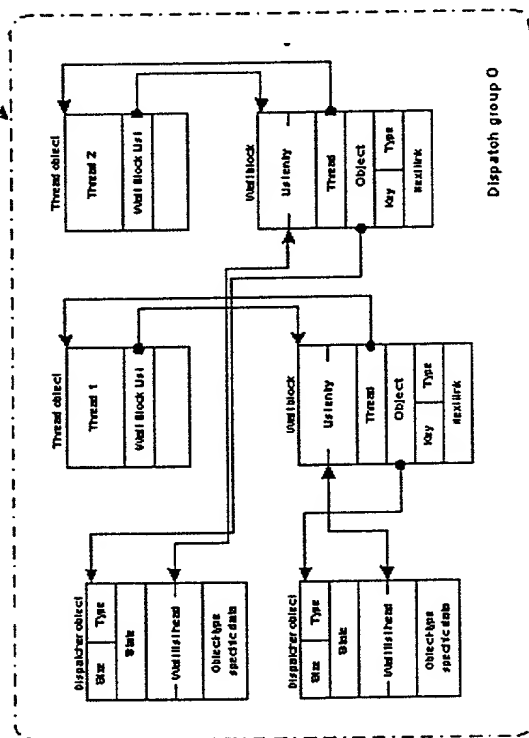 Dispatcher object
Size Type
State
Wait list head
Object-type
specific data
Thread object
Thread 1
Wait Block List
Thread object
Thread 2
Wait Block List
Dispatcher object
Size Type
State
Wait list head
Object-type
specific data
Wait block
List entry
Thread
Object
Key Type
Next link
Wait block
List entry
Thread
Object
Key Type
Next link
Dispatch group 0